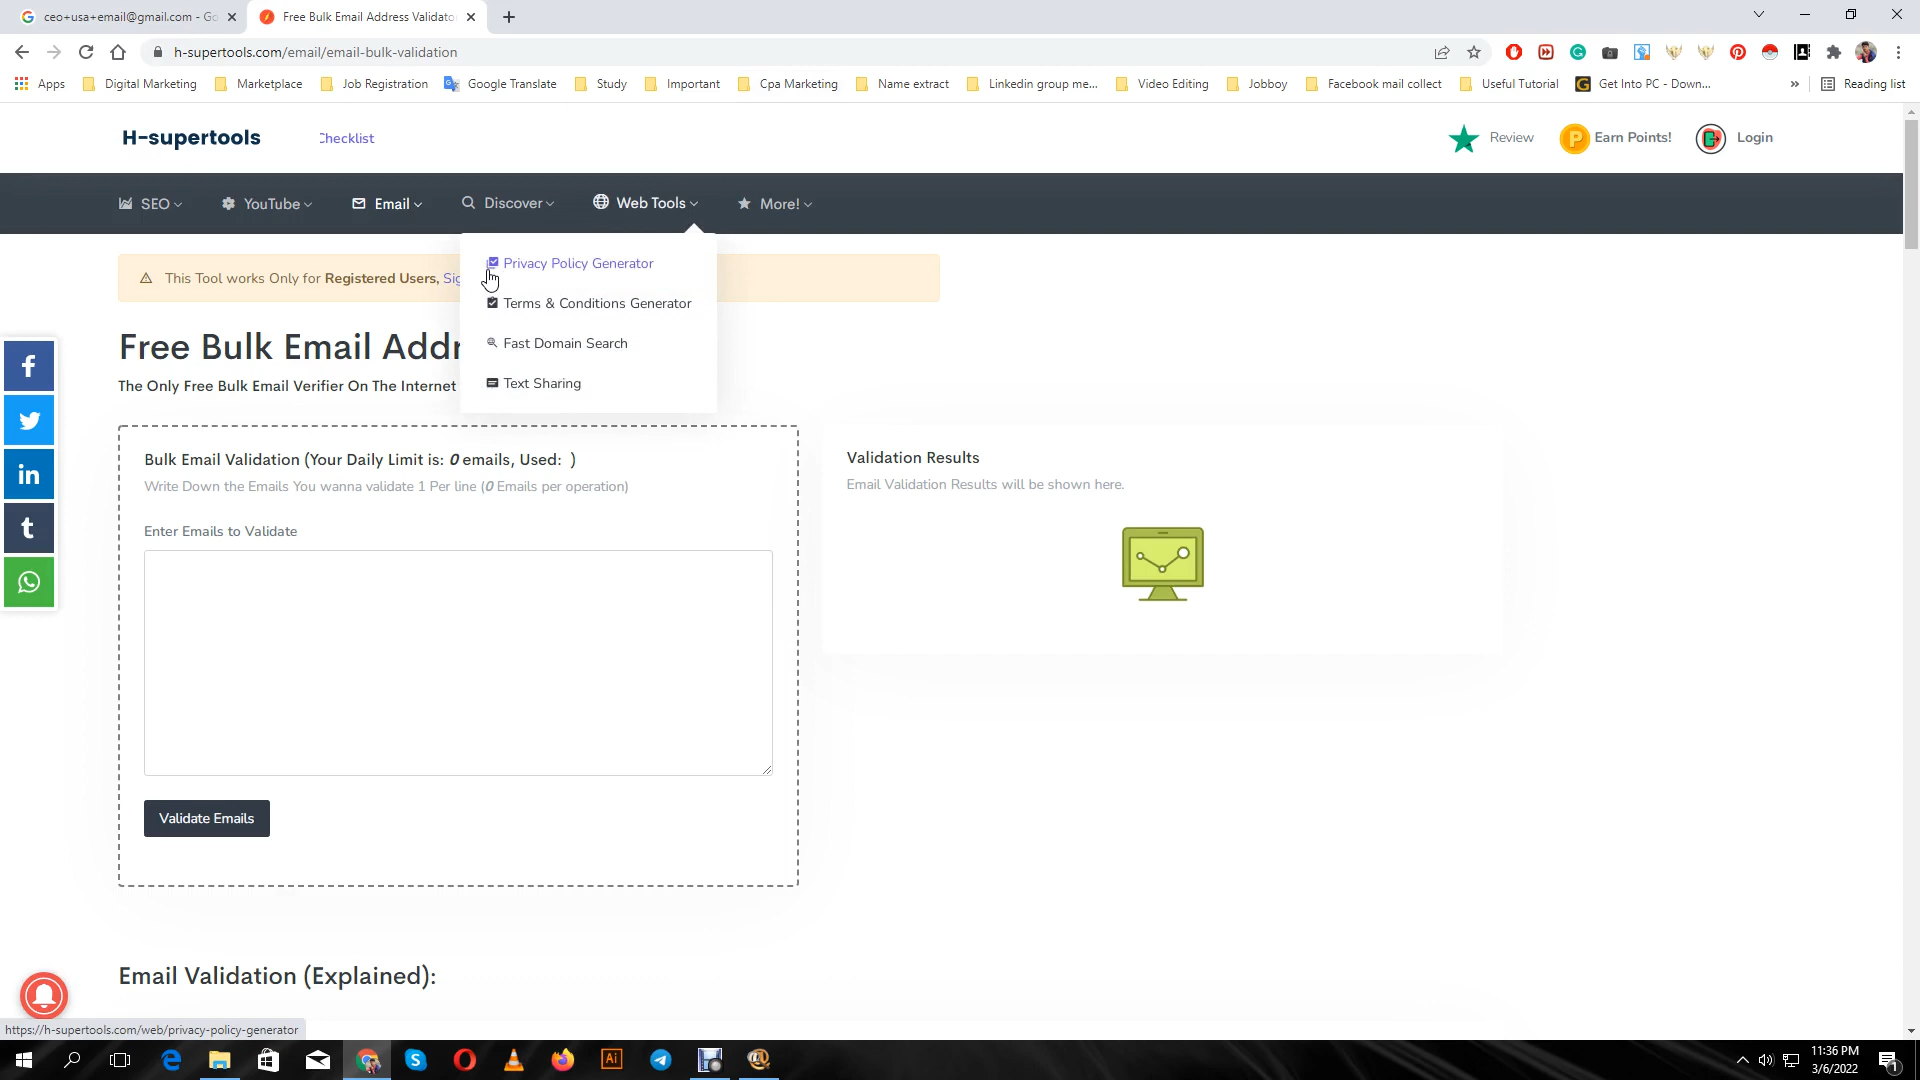 ceo+usa+email@gmail.com - Go
Free Bulk Email Address Validator
h-supertools.com/email/email-bulk-validation
Apps
Digital Marketing
Marketplace
Job Registration
Google Translate
Study
Important
Cpa Marketing
Name extract
Linkedin group me...
Video Editing
Jobboy
Facebook mail collect
Useful Tutorial
Get Into PC - Down...
»
Reading list
H-supertools
Checklist
Review
Earn Points!
Login
SEO
YouTube
Email
Discover
Web Tools
More!
This Tool works Only for Registered Users, Sig
Privacy Policy Generator
Terms & Conditions Generator
Fast Domain Search
Text Sharing
Free Bulk Email Addr
The Only Free Bulk Email Verifier On The Internet
Bulk Email Validation (Your Daily Limit is: 0 emails, Used: )
Write Down the Emails You wanna validate 1 Per line (0 Emails per operation)
Enter Emails to Validate
Validate Emails
Validation Results
Email Validation Results will be shown here.
Email Validation (Explained):
https://h-supertools.com/web/privacy-policy-generator
11:36 PM
3/6/2022
1